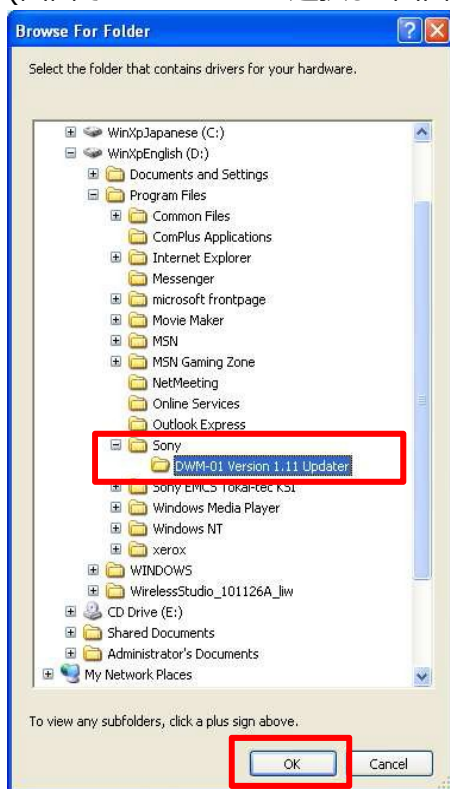 Browse For Folder
Select the folder that contains drivers for your hardware.
WinXpJapanese (C:)
WinXpEnglish (D:)
Documents and Settings
Program Files
Common Files
ComPlus Applications
Internet Explorer
Messenger
microsoft frontpage
Movie Maker
MSN
MSN Gaming Zone
NetMeeting
Online Services
Outlook Express
Sony
DWM-01 Version 1.11 Updater
Sony EMCS Tokai-tec KSI
Windows Media Player
Windows NT
xerox
WINDOWS
WirelessStudio_101126A_liw
CD Drive (E:)
Shared Documents
Administrator's Documents
My Network Places
To view any subfolders, click a plus sign above.
OK Cancel